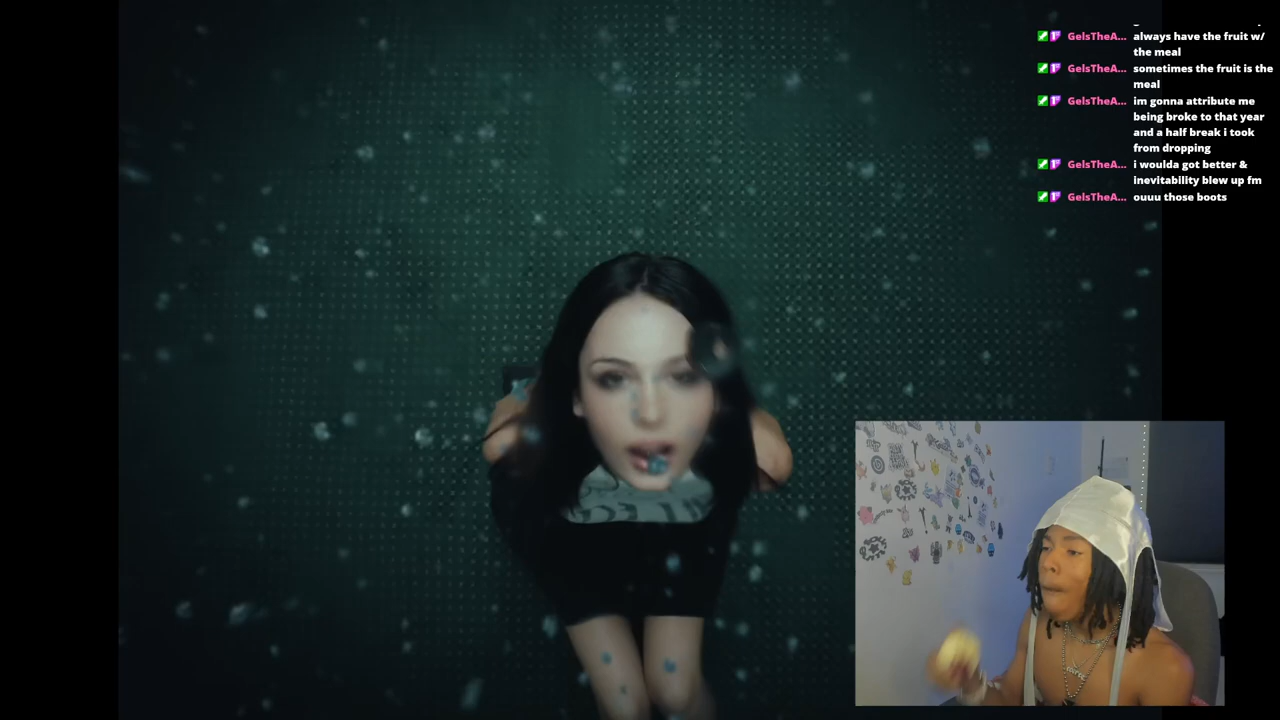 GelsTheA... always have the fruit w/
the meal
GelsTheA... sometimes the fruit is the
meal
GelsTheA... im gonna attribute me
being broke to that year
and a half break i took
from dropping
GelsTheA... i woulda got better &
inevitability blew up fm
GelsTheA... ouuu those boots